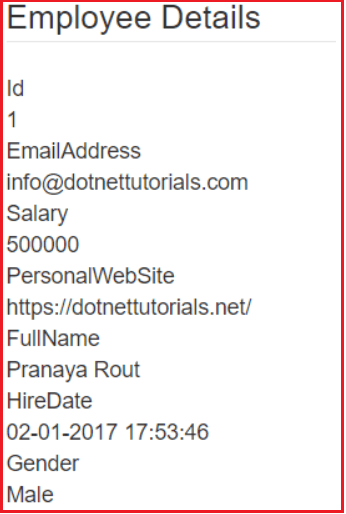 Employee Details
Id
1
EmailAddress
info@dotnettutorials.com
Salary
500000
PersonalWebSite
https://dotnettutorials.net/
FullName
Pranaya Rout
HireDate
02-01-2017 17:53:46
Gender
Male